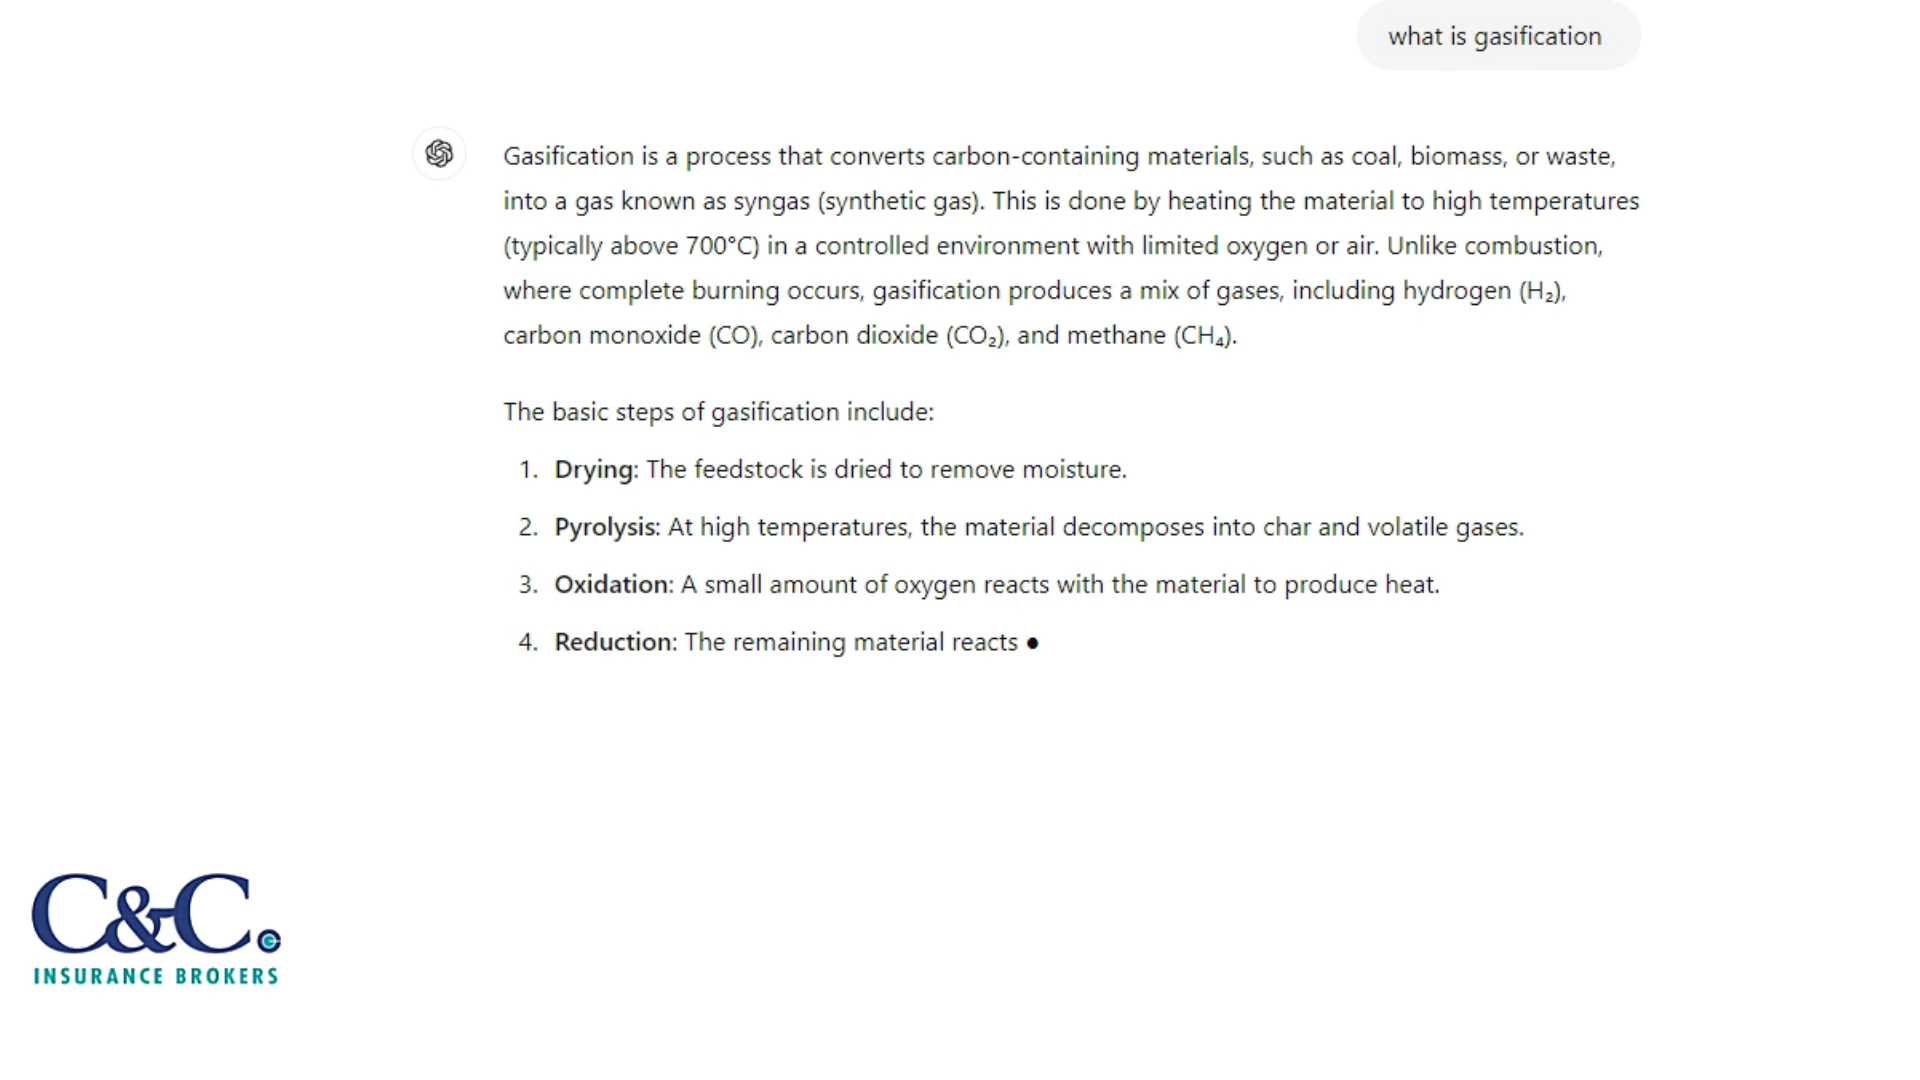 what is gasification
Gasification is a process that converts carbon-containing materials, such as coal, biomass, or waste,
into a gas known as syngas (synthetic gas). This is done by heating the material to high temperatures
(typically above 700°C) in a controlled environment with limited oxygen or air. Unlike combustion,
where complete burning occurs, gasification produces a mix of gases, including hydrogen (H₂),
carbon monoxide (CO), carbon dioxide (CO₂), and methane (CH₄).
The basic steps of gasification include:
1. Drying: The feedstock is dried to remove moisture.
2. Pyrolysis: At high temperatures, the material decomposes into char and volatile gases.
3. Oxidation: A small amount of oxygen reacts with the material to produce heat.
4. Reduction: The remaining material reacts
C&C.
INSURANCE BROKERS